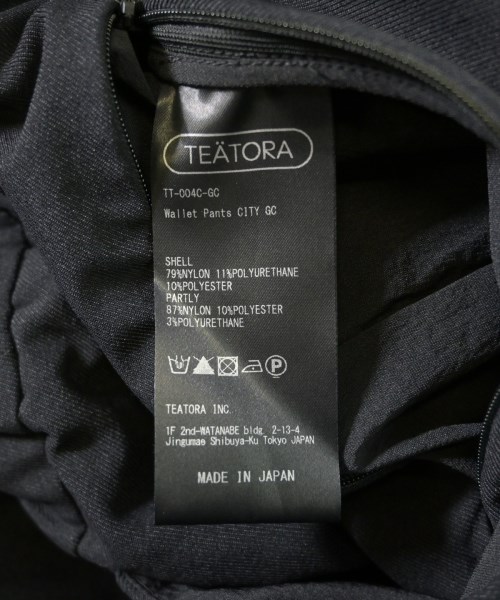 TEÄTORA
TT-004C-GC
Wallet Pants CITY GC
SHELL
79%NYLON 11%POLYURETHANE
10%POLYESTER
PARTLY
87%NYLON 10%POLYESTER
3%POLYURETHANE
P
TEATORA INC.
1F 2nd-WATANABE bldg. 2-13-4
Jingumae Shibuya-Ku Tokyo JAPAN
MADE IN JAPAN